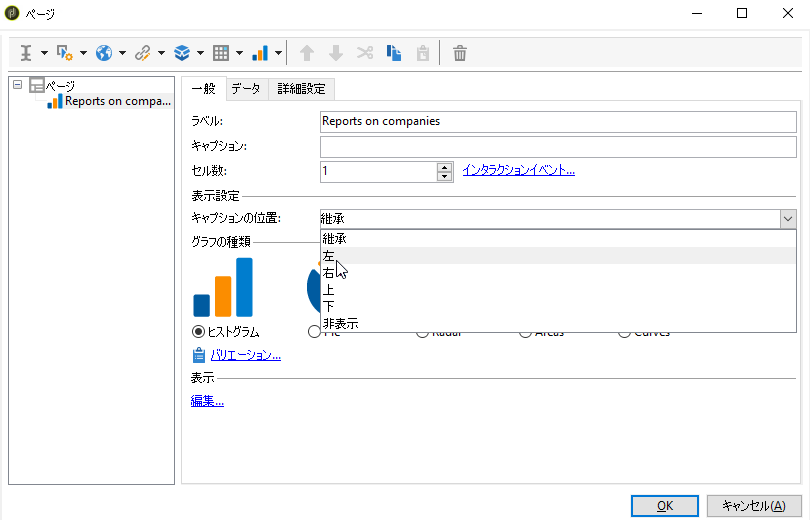 ページ
ページ
Reports on compa...
一般 データ 詳細設定
ラベル: Reports on companies
キャプション:
セル数: 1 インタラクションイベント...
表示設定
キャプションの位置: 継承
継承
左
右
上
下
非表示
グラフの種類
ヒストグラム Pie Radar Areas Curves
バリエーション...
表示
編集...
OK キャンセル(A)